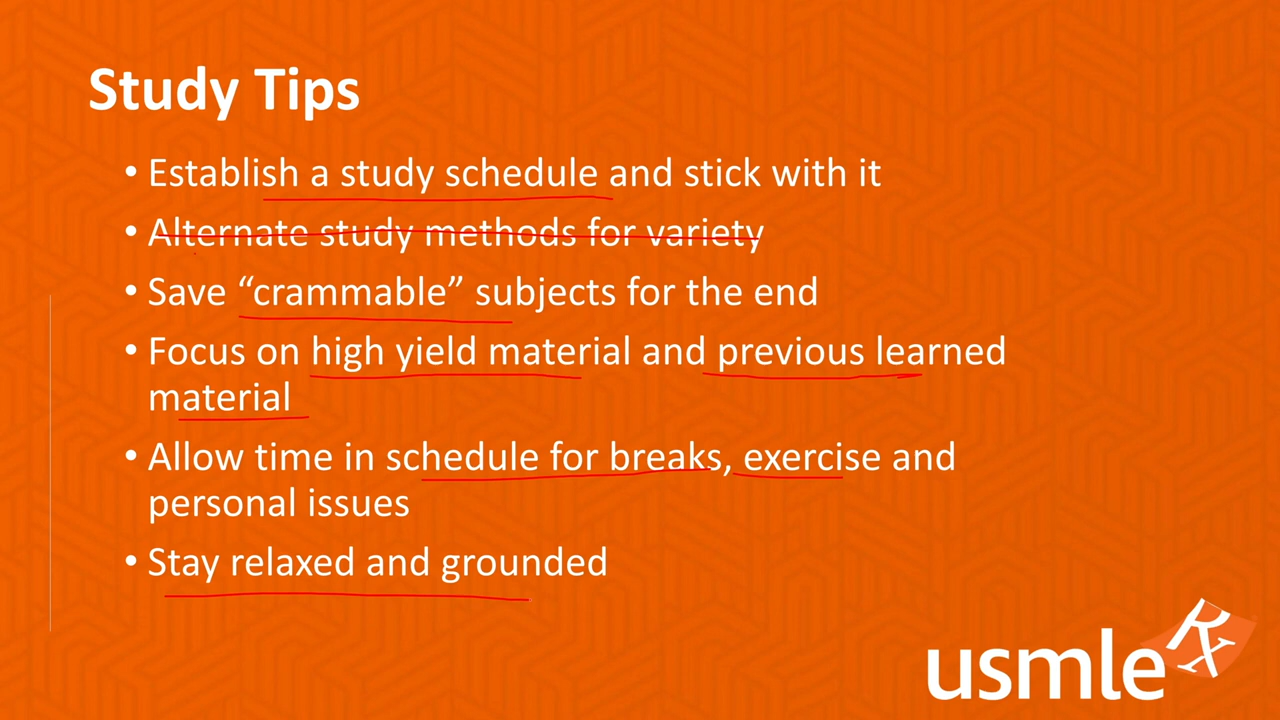 Study Tips
• Establish a study schedule and stick with it
• Alternate study methods for variety
• Save “crammable” subjects for the end
• Focus on high yield material and previous learned
material
• Allow time in schedule for breaks, exercise and
personal issues
• Stay relaxed and grounded
usmle Rx